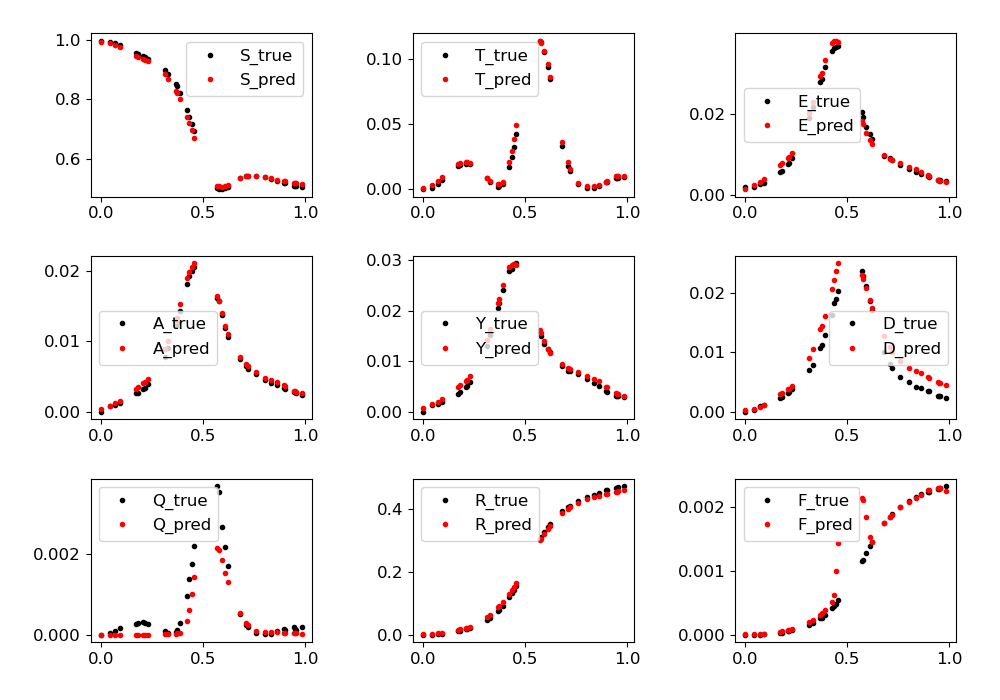 1.0
0.8
0.6
0.0 0.5 1.0
S_true
S_pred
0.10
0.05
0.00
0.0 0.5 1.0
T_true
T_pred
0.02
0.00
0.0 0.5 1.0
E_true
E_pred
0.02
0.01
0.00
0.0 0.5 1.0
A_true
A_pred
0.03
0.02
0.01
0.00
0.0 0.5 1.0
Y_true
Y_pred
0.02
0.01
0.00
0.0 0.5 1.0
D_true
D_pred
0.002
0.000
0.0 0.5 1.0
Q_true
Q_pred
0.4
0.2
0.0
0.0 0.5 1.0
R_true
R_pred
0.002
0.001
0.000
0.0 0.5 1.0
F_true
F_pred